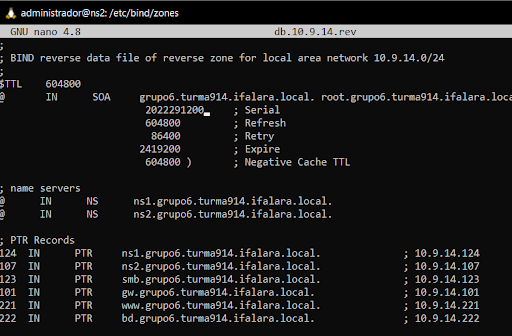 administrador@ns2: /etc/bind/zones
GNU nano 4.8 db.10.9.14.rev
;
; BIND reverse data file of reverse zone for local area network 10.9.14.0/24
;
$TTL 604800
@ IN SOA grupo6.turma914.ifalara.local. root.grupo6.turma914.ifalara.loca
2022291200 ; Serial
604800 ; Refresh
86400 ; Retry
2419200 ; Expire
604800 ) ; Negative Cache TTL
; name servers
@ IN NS ns1.grupo6.turma914.ifalara.local.
@ IN NS ns2.grupo6.turma914.ifalara.local.
; PTR Records
124 IN PTR ns1.grupo6.turma914.ifalara.local. ; 10.9.14.124
107 IN PTR ns2.grupo6.turma914.ifalara.local. ; 10.9.14.107
123 IN PTR smb.grupo6.turma914.ifalara.local. ; 10.9.14.123
101 IN PTR gw.grupo6.turma914.ifalara.local. ; 10.9.14.101
221 IN PTR www.grupo6.turma914.ifalara.local. ; 10.9.14.221
222 IN PTR bd.grupo6.turma914.ifalara.local. ; 10.9.14.222